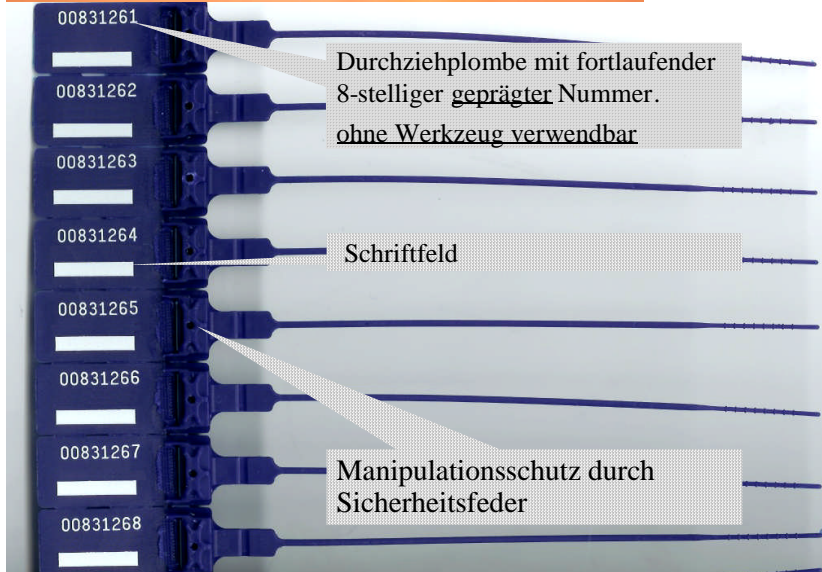 00831261
Durchziehplombe mit fortlaufender
8-stelliger geprägter Nummer.
ohne Werkzeug verwendbar
00831262
00831263
00831264
Schriftfeld
00831265
00831266
00831267
Manipulationsschutz durch
Sicherheitsfeder
00831268